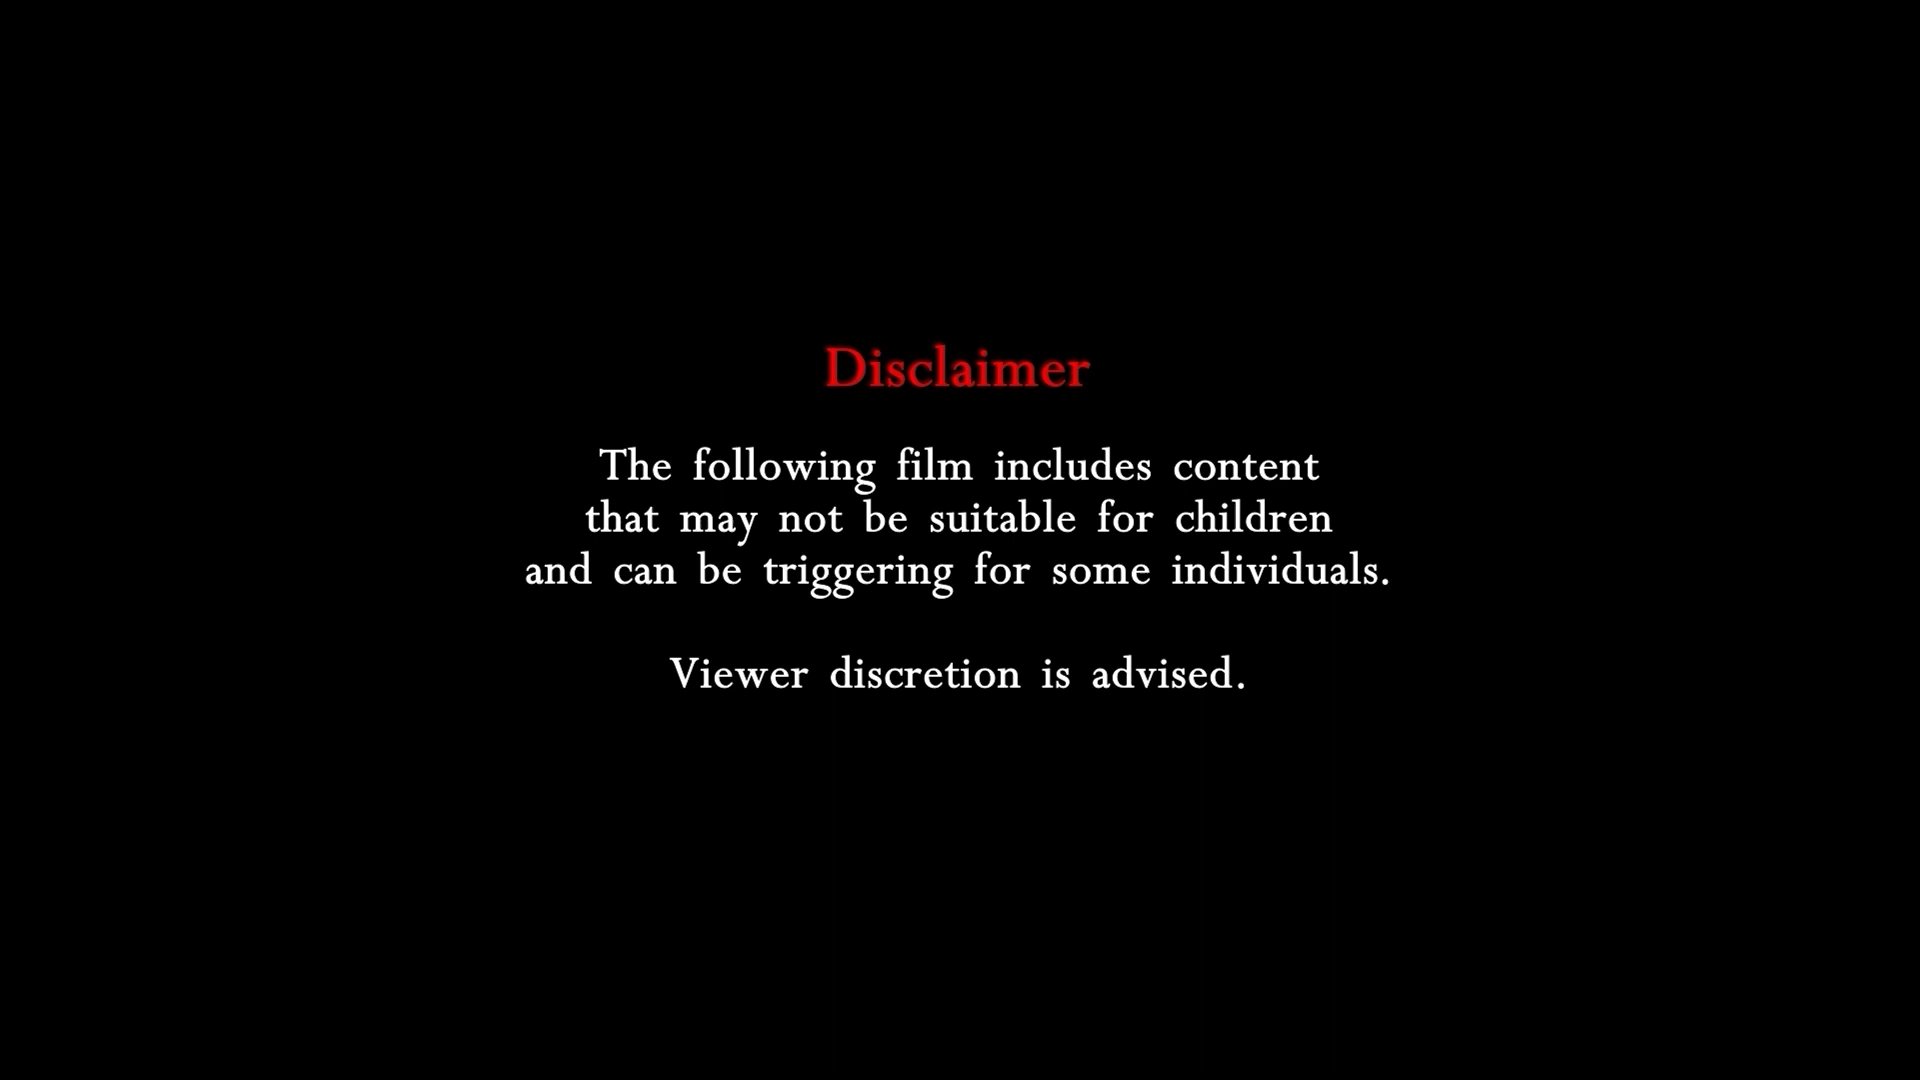 Disclaimer
The following film includes content
that may not be suitable for children
and can be triggering for some individuals.
Viewer discretion is advised.